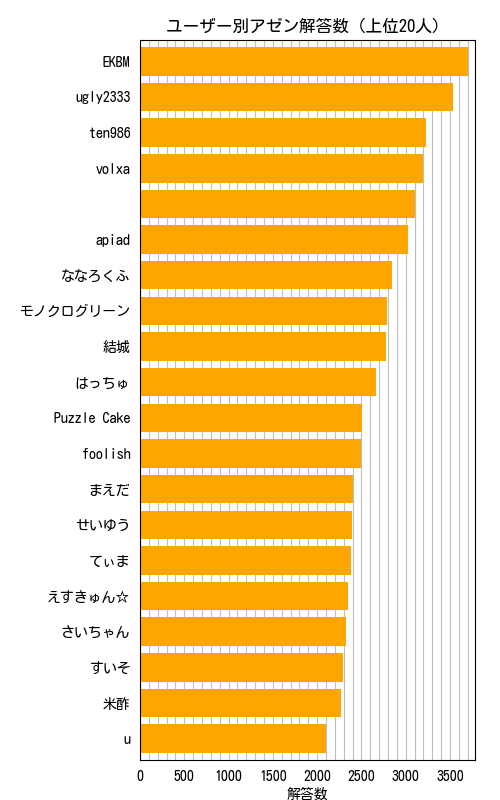 ユーザー別アゼン解答数 (上位20人)
EKBM
ugly2333
ten986
volxa
apiad
ななろくふ
モノクログリーン
結城
はっちゅ
Puzzle Cake
foolish
まえだ
せいゆう
てぃま
えすきゅん☆
さいちゃん
すいそ
米酢
u
0 500 1000 1500 2000 2500 3000 3500
解答数